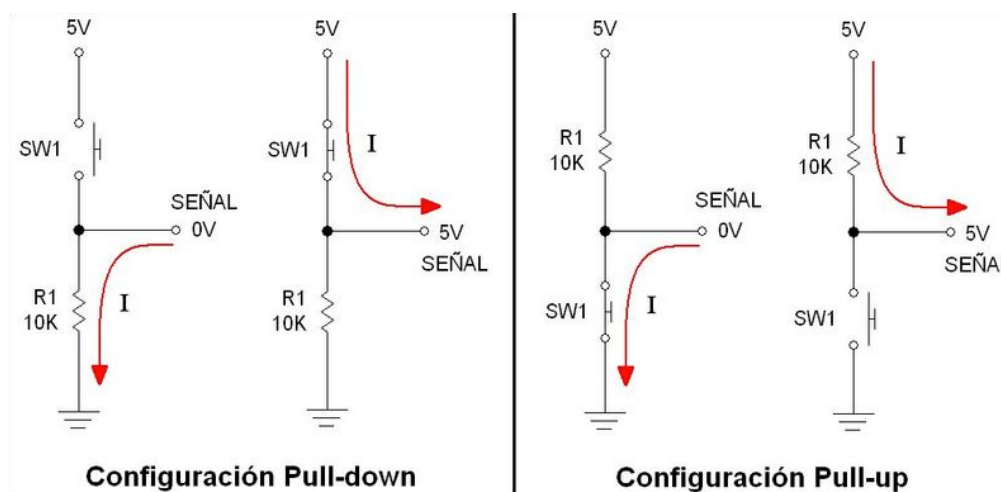 5V
SW1
SEÑAL
0V
R1
10K
I
5V
SW1
I
5V
SEÑAL
R1
10K
Configuración Pull-down
5V
R1
10K
SEÑAL
0V
SW1
I
5V
R1
10K
I
5V
SEÑA
SW1
Configuración Pull-up